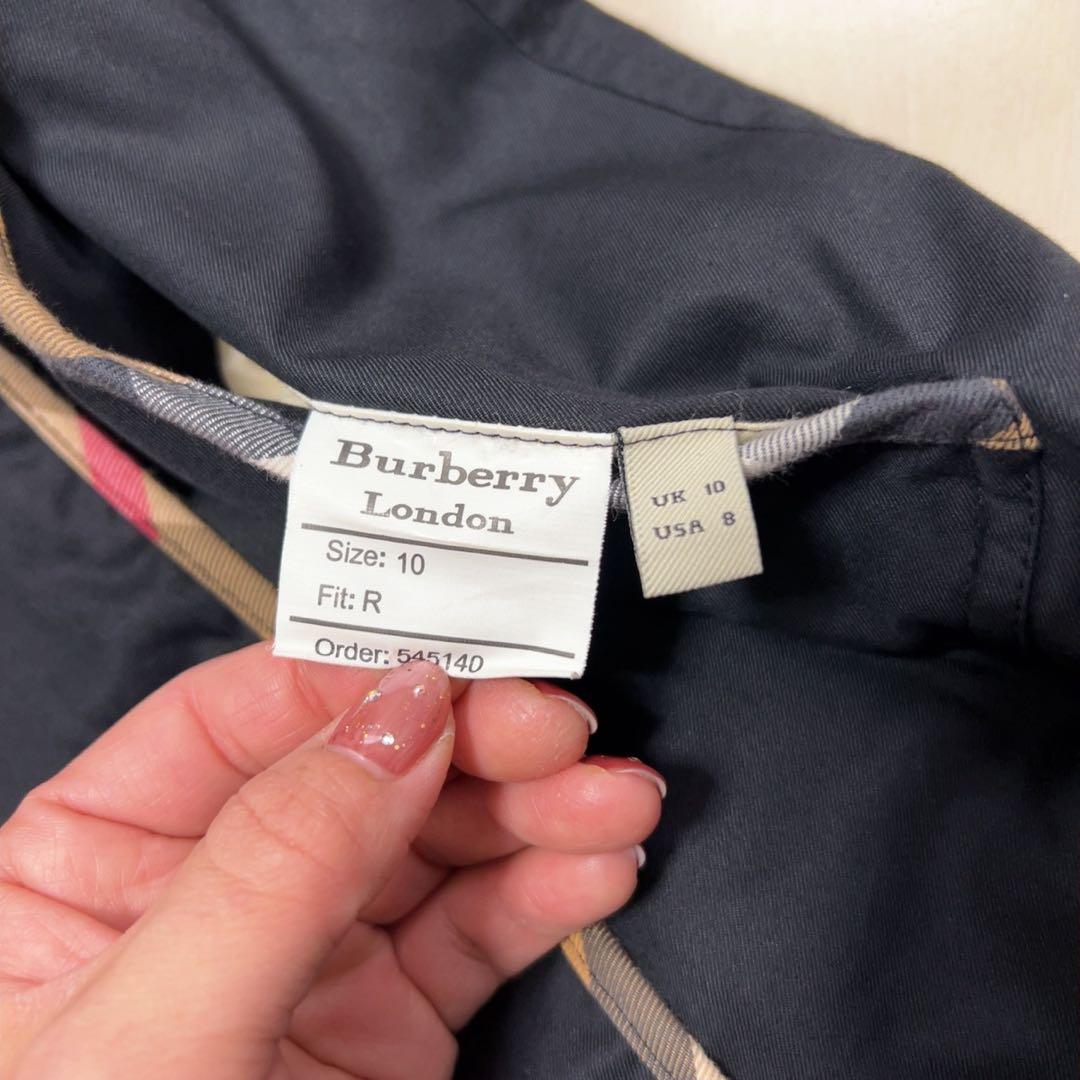 Burberry
London
Size: 10
Fit: R
Order: 545140
UK 10
USA 8